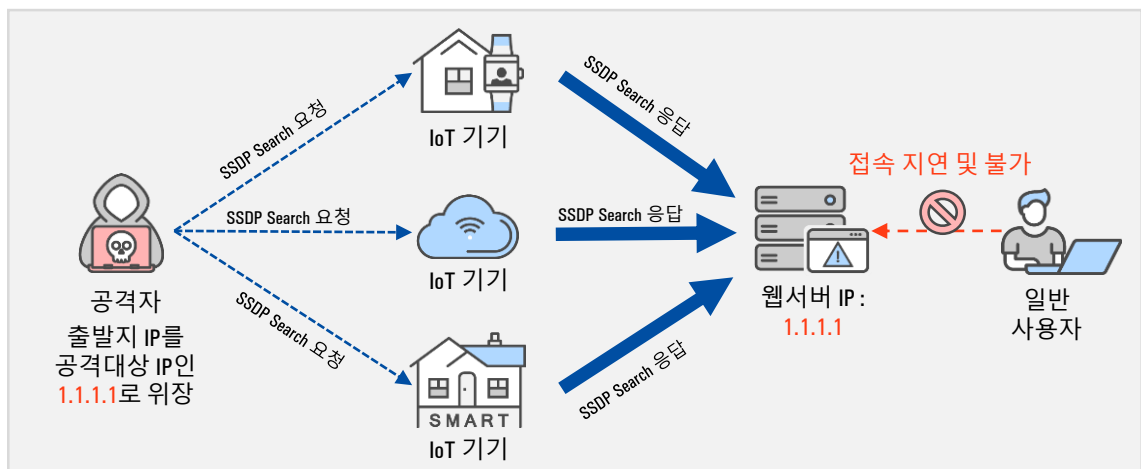 SSDP Search 요청
SSDP Search 요청
SSDP Search 요청
IoT 기기
IoT 기기
SMART
IoT 기기
SSDP Search 응답
SSDP Search 응답
SSDP Search 응답
공격자
출발지 IP를
공격대상 IP인
1.1.1.1로 위장
접속 지연 및 불가
웹서버 IP :
1.1.1.1
일반
사용자